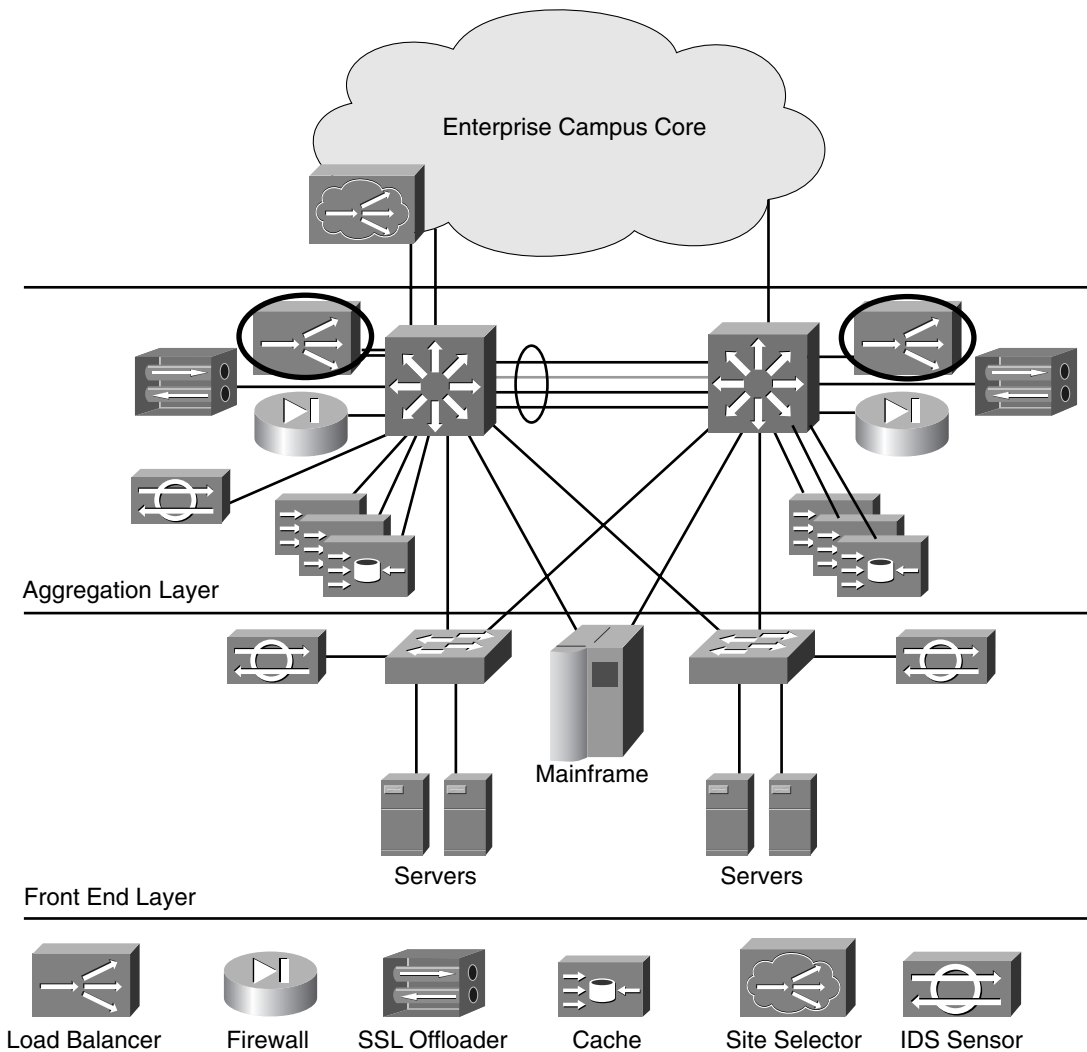 Enterprise Campus Core
Aggregation Layer
Mainframe
Servers
Servers
Front End Layer
Load Balancer
Firewall
SSL Offloader
Cache
Site Selector
IDS Sensor